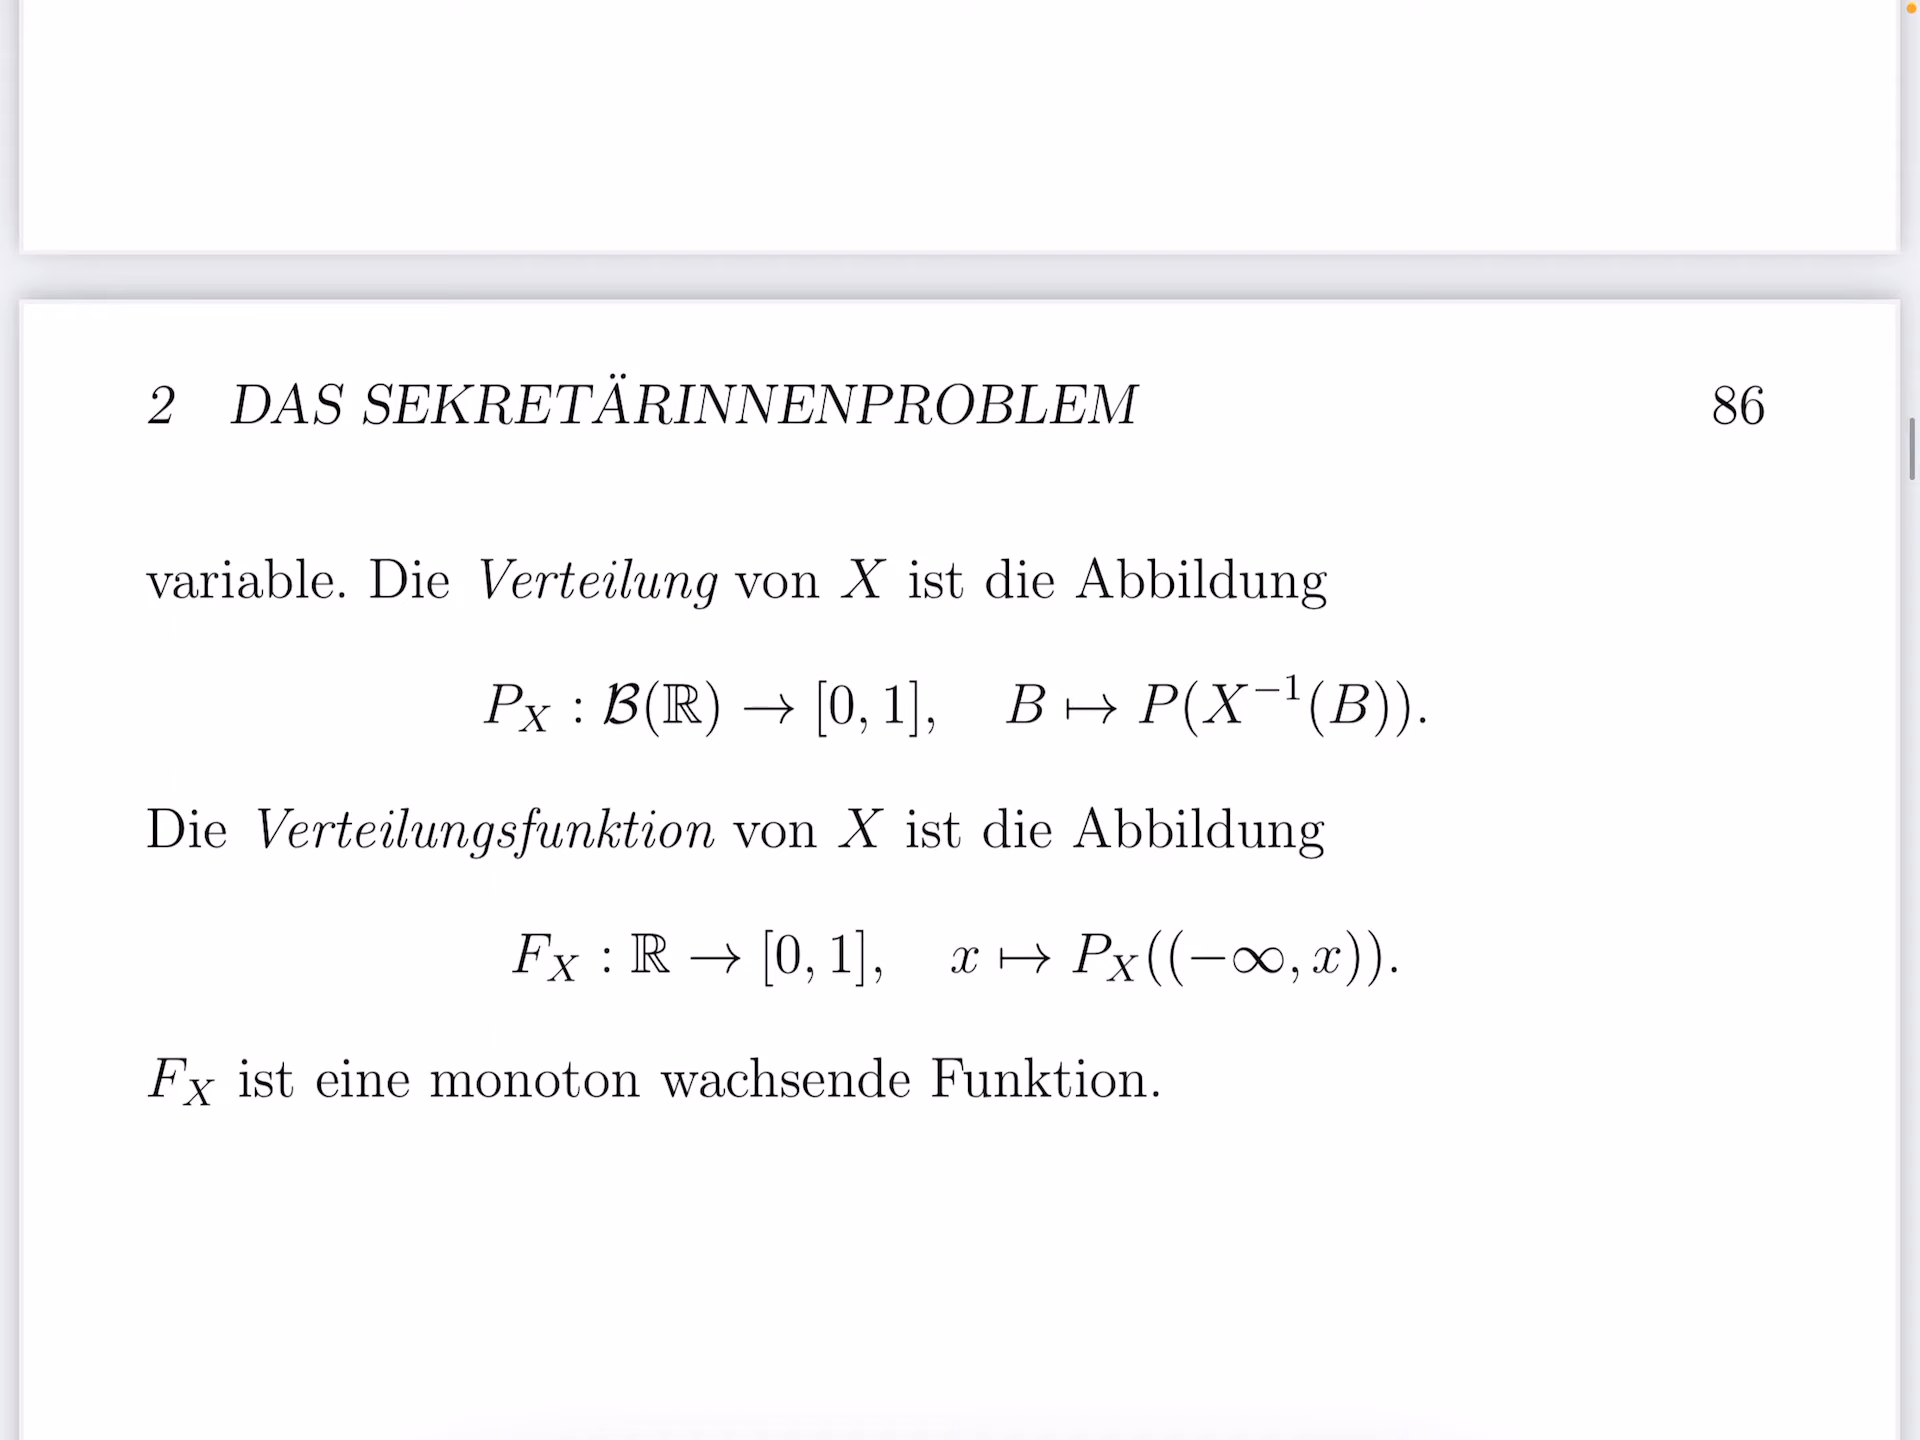 2 DAS SEKRETÄRINNENPROBLEM 86
variable. Die Verteilung von X ist die Abbildung
P_X : 𝓑(ℝ) → [0, 1], B ↦ P(X⁻¹(B)).
Die Verteilungsfunktion von X ist die Abbildung
F_X : ℝ → [0, 1], x ↦ P_X((−∞, x)).
F_X ist eine monoton wachsende Funktion.